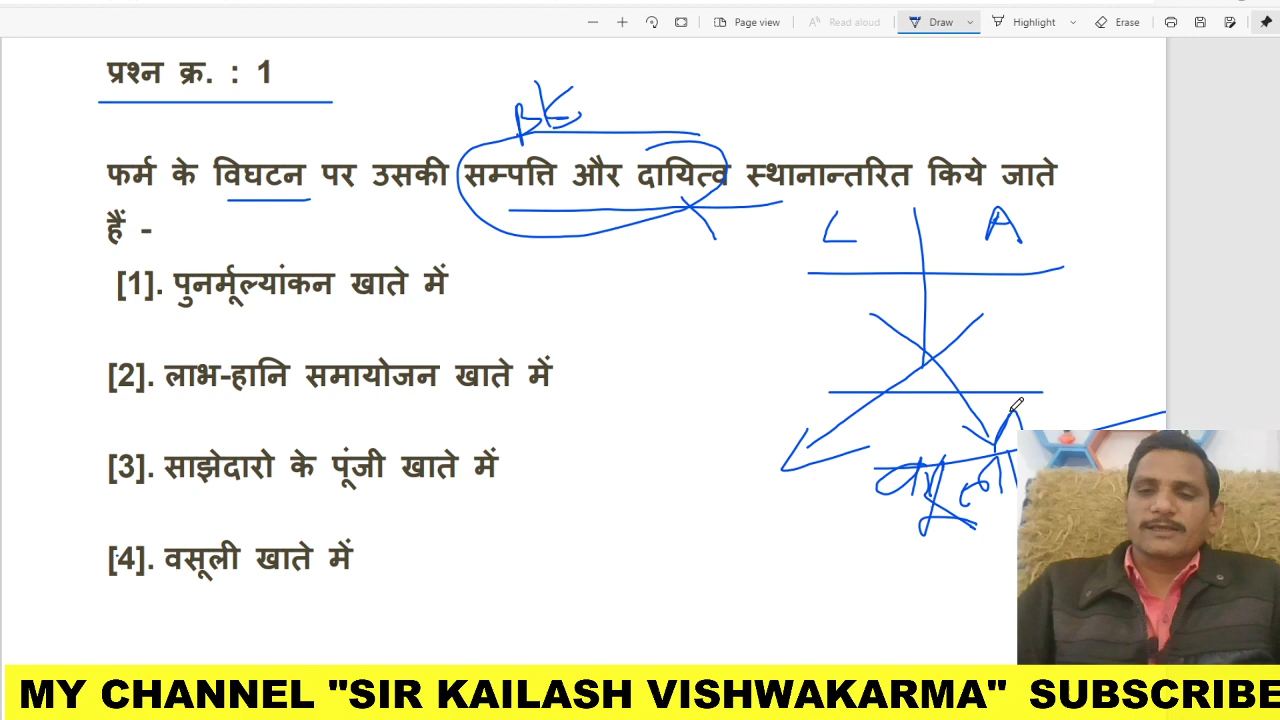 Page view Read aloud Draw Highlight Erase
प्रश्न क्र. : 1
फर्म के विघटन पर उसकी सम्पत्ति और दायित्व स्थानान्तरित किये जाते
हैं -
L A
[1]. पुनर्मूल्यांकन खाते में
[2]. लाभ-हानि समायोजन खाते में
[3]. साझेदारो के पूंजी खाते में
वसूली
[4]. वसूली खाते में
MY CHANNEL "SIR KAILASH VISHWAKARMA" SUBSCRIBE